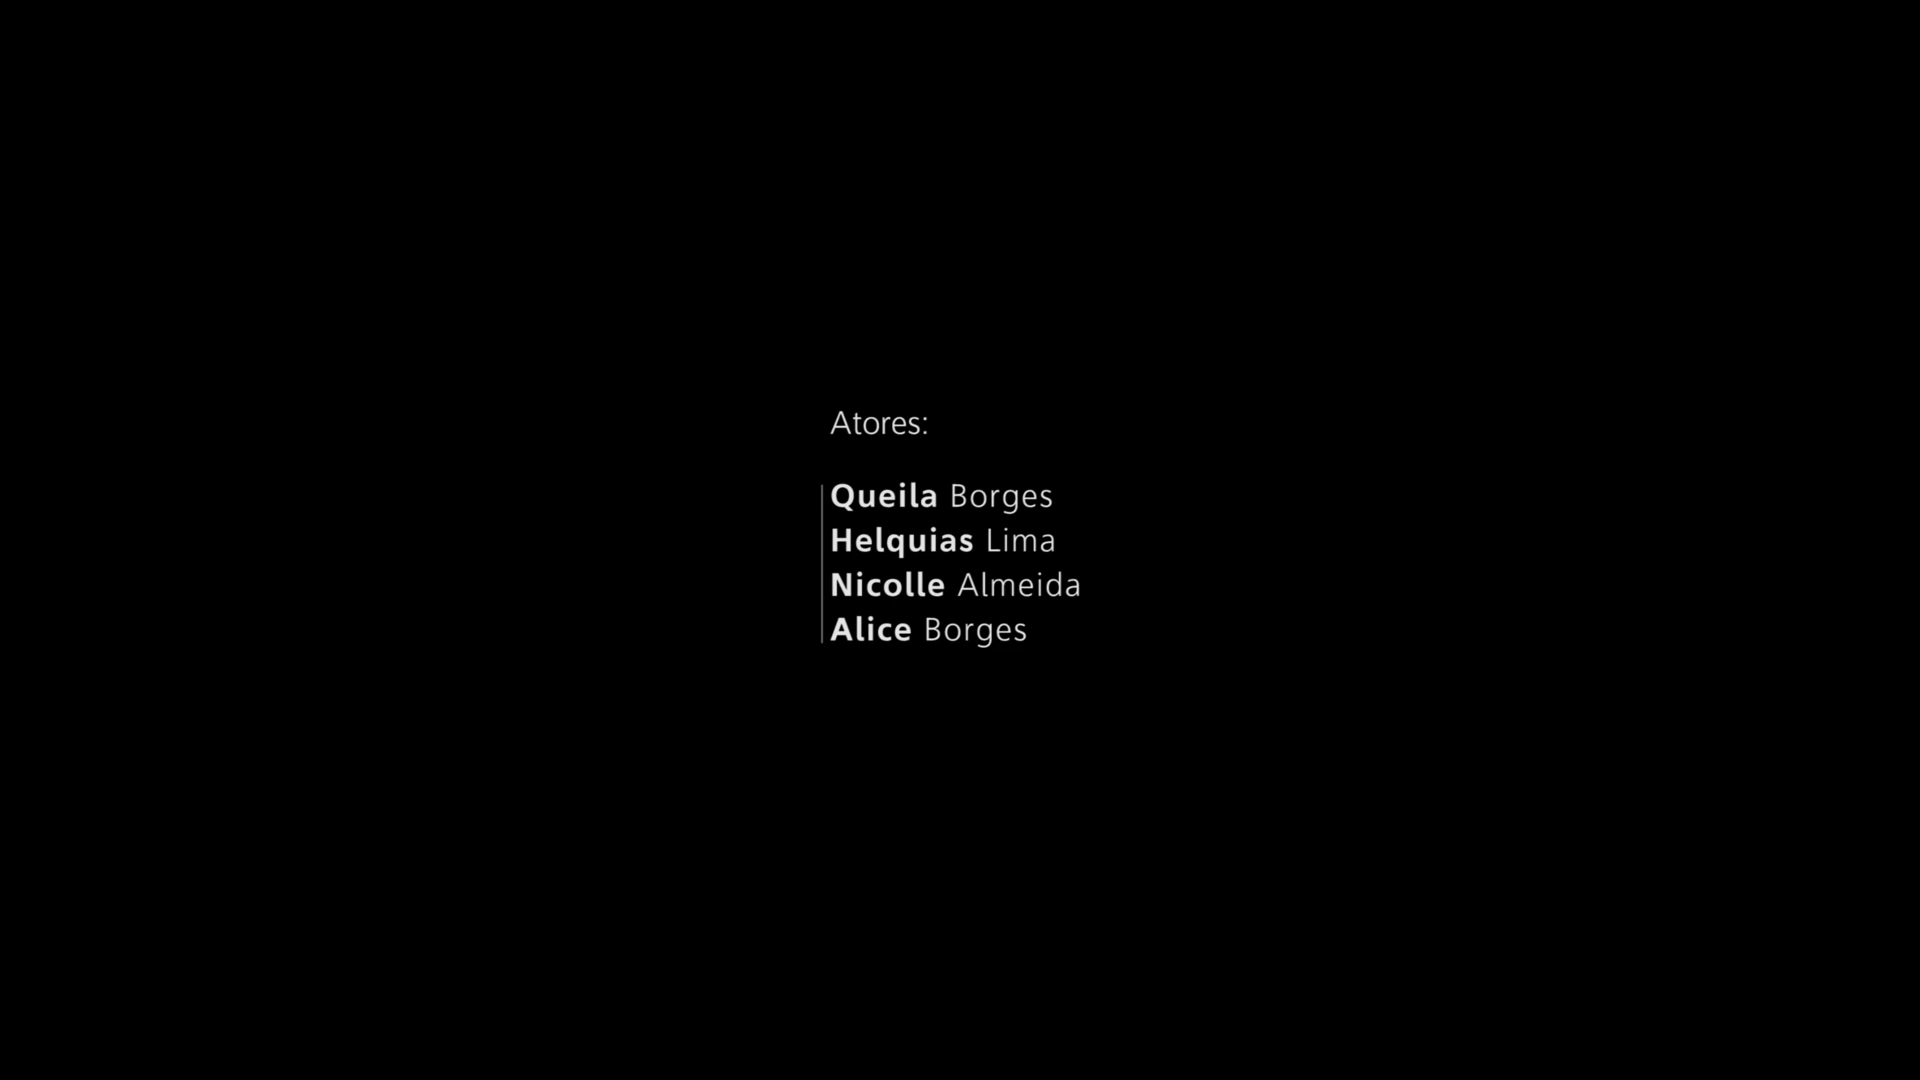 Atores:
Queila Borges
Helquias Lima
Nicolle Almeida
Alice Borges